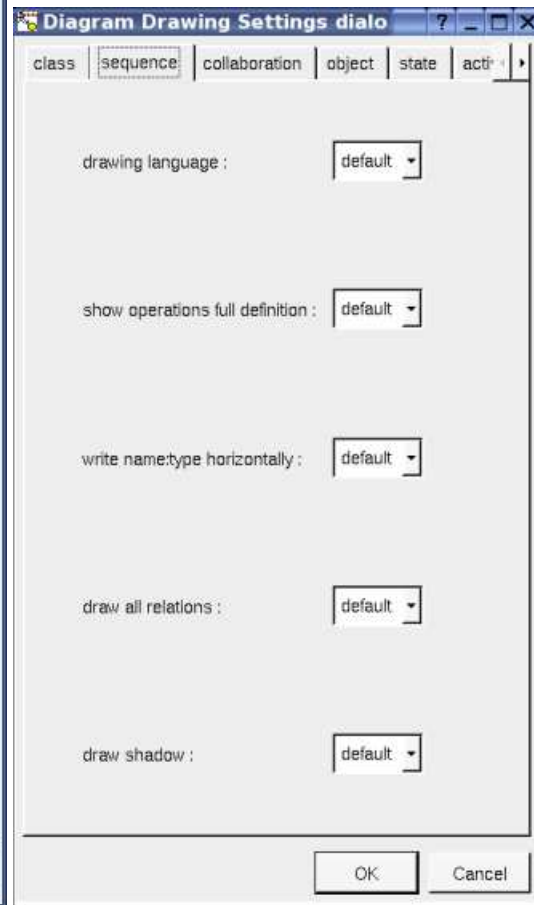 Diagram Drawing Settings dialo ?
class sequence collaboration object state acti
drawing language : default
show operations full definition : default
write name:type horizontally : default
draw all relations : default
draw shadow : default
OK Cancel